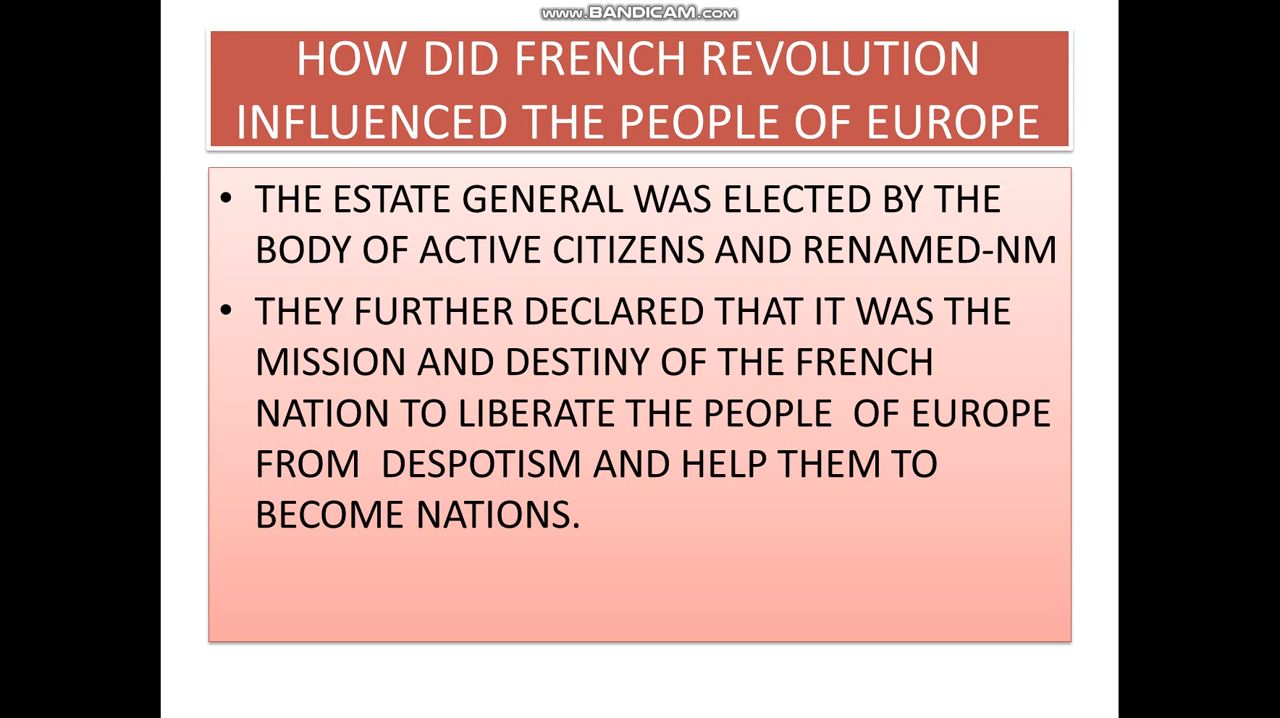 www.BANDICAM.com
HOW DID FRENCH REVOLUTION
INFLUENCED THE PEOPLE OF EUROPE
• THE ESTATE GENERAL WAS ELECTED BY THE
BODY OF ACTIVE CITIZENS AND RENAMED-NM
• THEY FURTHER DECLARED THAT IT WAS THE
MISSION AND DESTINY OF THE FRENCH
NATION TO LIBERATE THE PEOPLE OF EUROPE
FROM DESPOTISM AND HELP THEM TO
BECOME NATIONS.